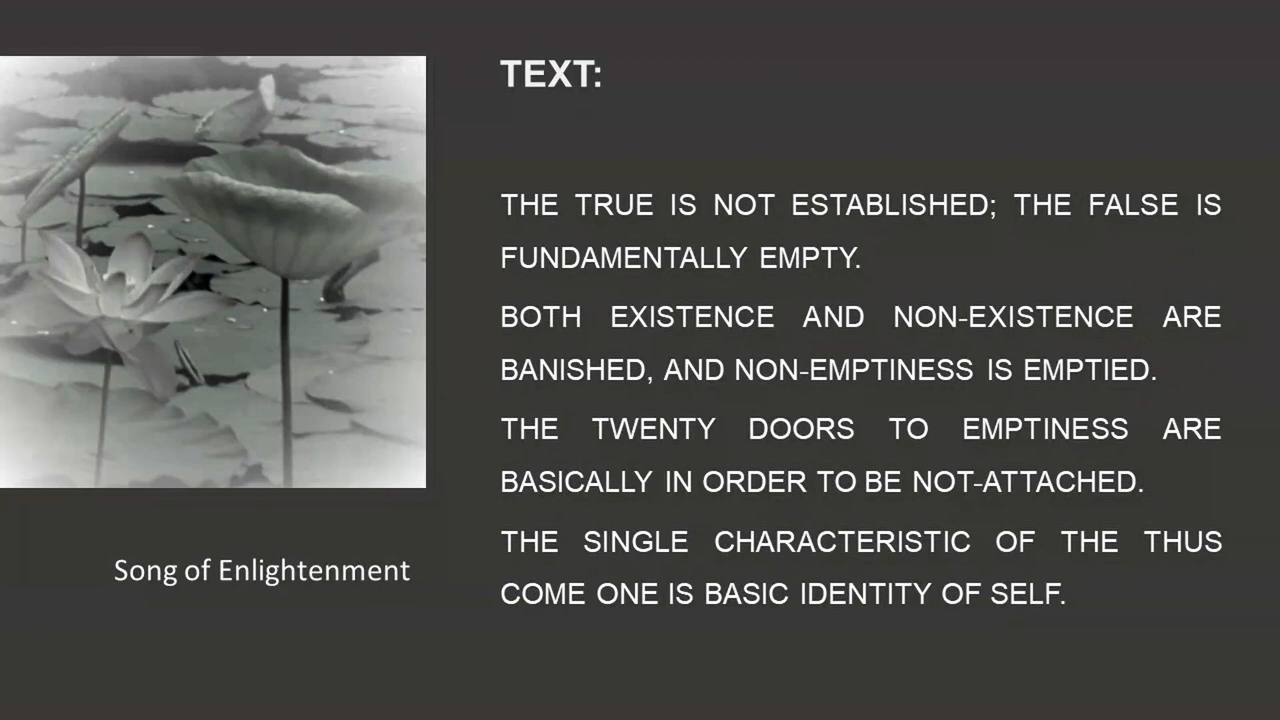 TEXT:
THE TRUE IS NOT ESTABLISHED; THE FALSE IS
FUNDAMENTALLY EMPTY.
BOTH EXISTENCE AND NON-EXISTENCE ARE
BANISHED, AND NON-EMPTINESS IS EMPTIED.
THE TWENTY DOORS TO EMPTINESS ARE
BASICALLY IN ORDER TO BE NOT-ATTACHED.
THE SINGLE CHARACTERISTIC OF THE THUS
COME ONE IS BASIC IDENTITY OF SELF.
Song of Enlightenment